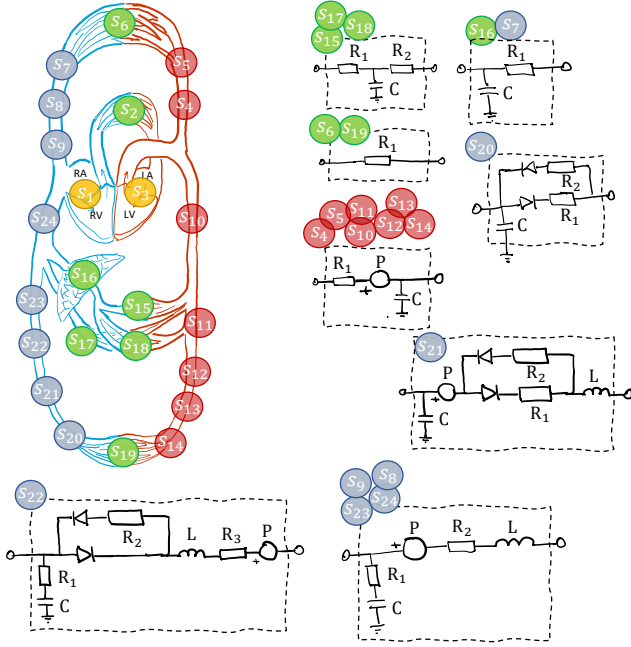 S6
S7
S5
S8
S4
S2
S9
RA
LA
S1
S3
RV
LV
S24
S10
S16
S23
S15
S11
S22
S17
S18
S12
S21
S13
S20
S14
S19
S17
S18
S15
R1
R2
C
S16
S7
R1
C
S6
S19
R1
S20
R2
R1
C
S13
S11
S5
S12
S14
S10
S4
R1
P
+
C
S21
P
R2
L
+
R1
C
S22
R2
L
R3
P
+
R1
C
S9
S8
S24
S23
P
R2
L
+
R1
C